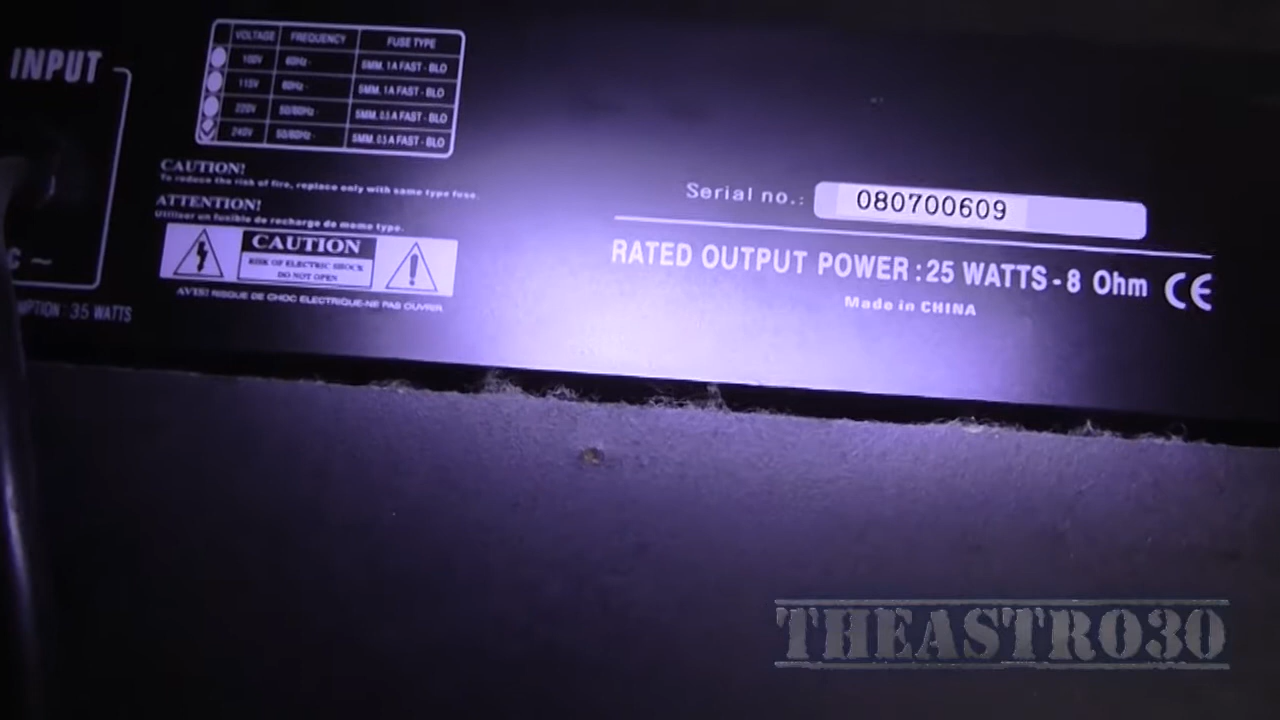 INPUT
VOLTAGE FREQUENCY FUSE TYPE
100V 60Hz - 5MM, 1A FAST - BLO
115V 60Hz - 5MM, 1A FAST - BLO
220V 50/60Hz - 5MM, 0.5 A FAST - BLO
240V 50/60Hz - 5MM, 0.5 A FAST - BLO
CAUTION!
To reduce the risk of fire, replace only with same type fuse.
ATTENTION!
Utiliser un fusible de recharge de meme type.
CAUTION
RISK OF ELECTRIC SHOCK
DO NOT OPEN
AVIS! RISQUE DE CHOC ELECTRIQUE-NE PAS OUVRIR
C ~
MPTION : 35 WATTS
Serial no.: 080700609
RATED OUTPUT POWER : 25 WATTS - 8 Ohm CE
Made in CHINA
THEASTRO30